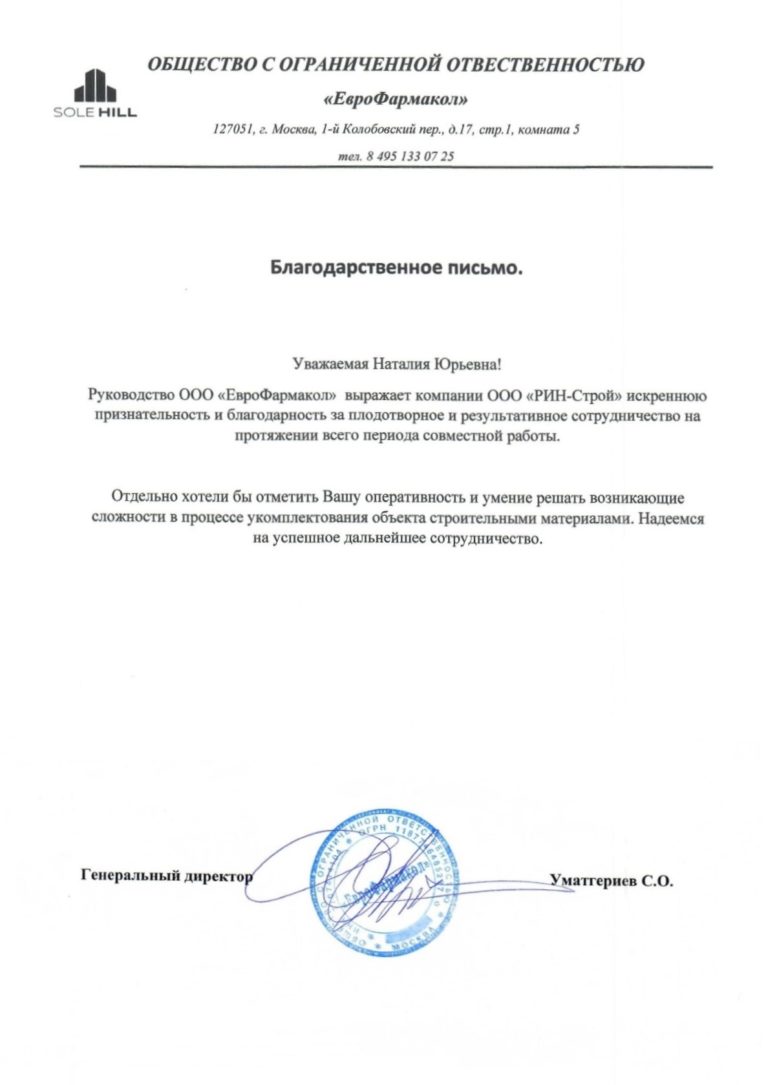 SOLE HILL
ОБЩЕСТВО С ОГРАНИЧЕННОЙ ОТВЕСТВЕННОСТЬЮ
«ЕвроФармакол»
127051, г. Москва, 1-й Колобовский пер., д.17, стр.1, комната 5
тел. 8 495 133 07 25
Благодарственное письмо.
Уважаемая Наталия Юрьевна!
Руководство ООО «ЕвроФармакол» выражает компании ООО «РИН-Строй» искреннюю
признательность и благодарность за плодотворное и результативное сотрудничество на
протяжении всего периода совместной работы.
Отдельно хотели бы отметить Вашу оперативность и умение решать возникающие
сложности в процессе укомплектования объекта строительными материалами. Надеемся
на успешное дальнейшее сотрудничество.
Генеральный директор
ОГРАНИЧЕННОЙ ОТВЕТСТВЕННОСТЬЮ
ОГРН
«ЕвроФармакол»
МОСКВА
Уматгериев С.О.